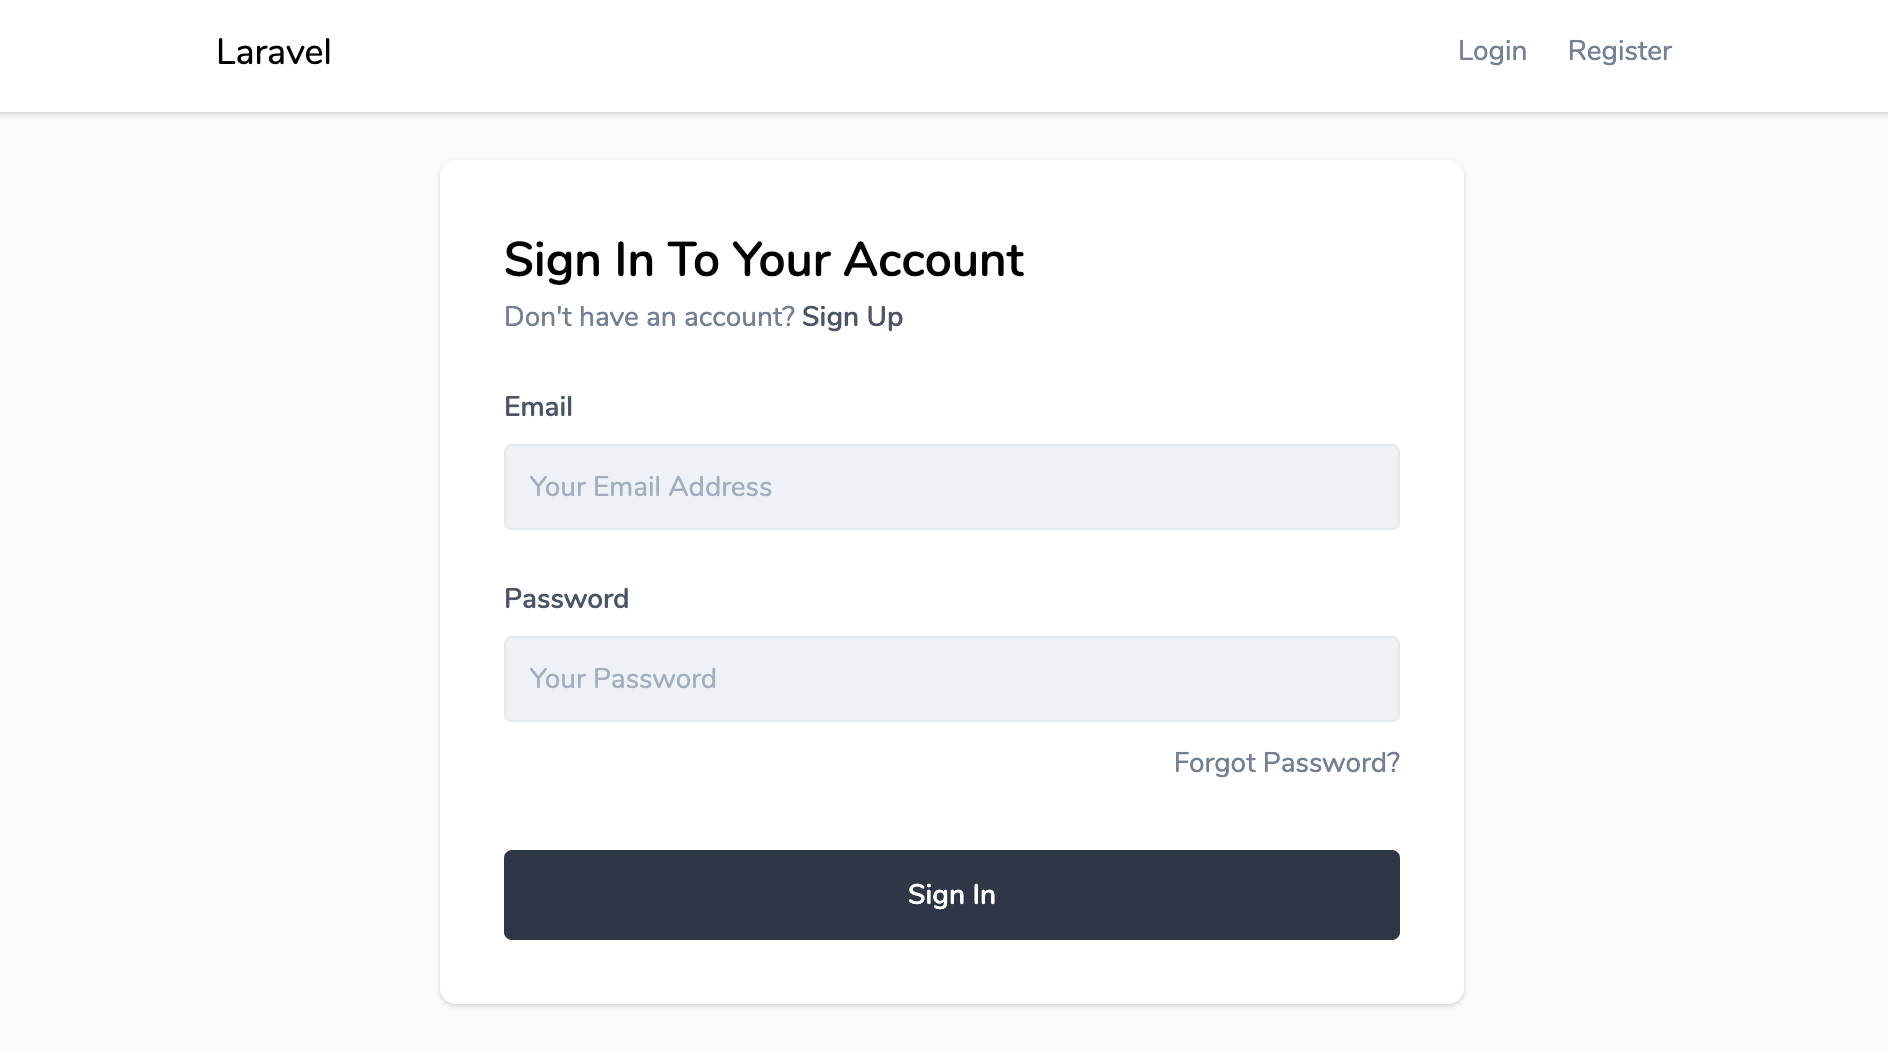 Laravel
Login Register
Sign In To Your Account
Don't have an account? Sign Up
Email
Your Email Address
Password
Your Password
Forgot Password?
Sign In